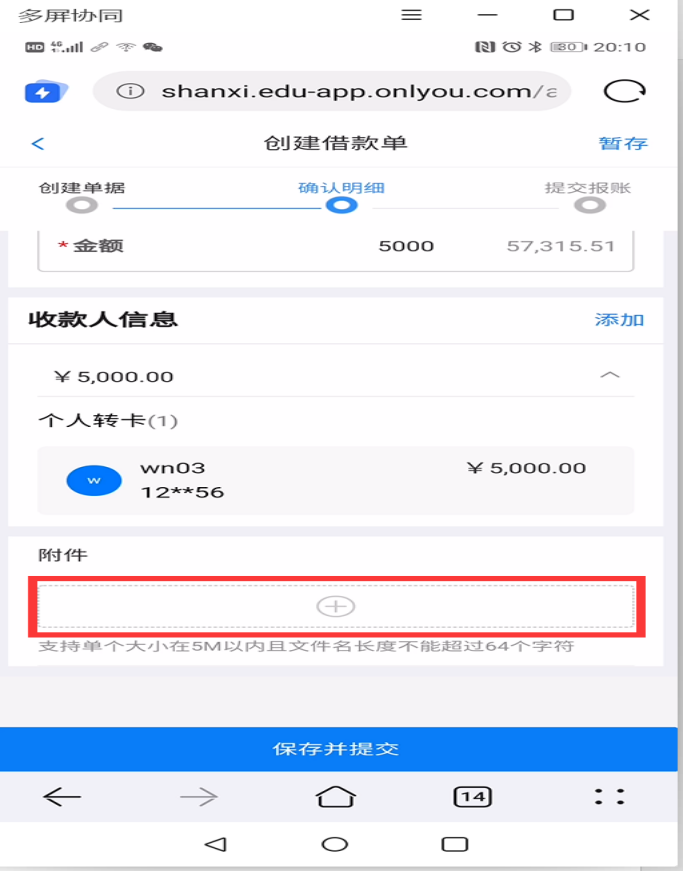 多屏协同
HD 4G 80 20:10
shanxi.edu-app.onlyou.com/a
创建借款单 暂存
创建单据 确认明细 提交报账
*金额 5000 57,315.51
收款人信息 添加
¥ 5,000.00
个人转卡(1)
w wn03 ¥ 5,000.00
12**56
附件
支持单个大小在5M以内且文件名长度不能超过64个字符
保存并提交
14